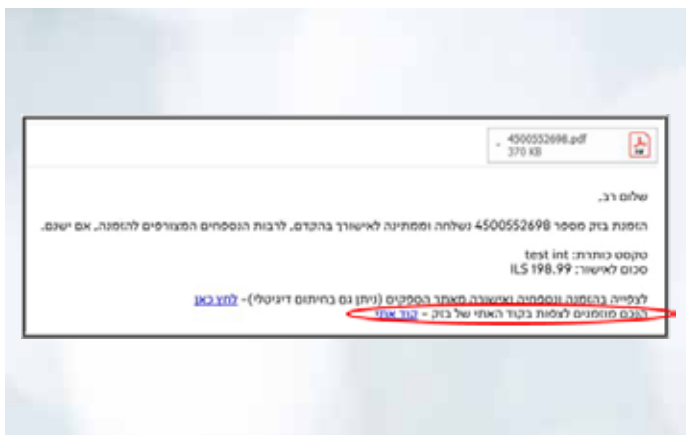 4500552698.pdf
370 KB
שלום רב,
הזמנת בזק מספר 4500552698 נשלחה וממתינה לאישורך בהקדם, לרבות הנספחים המצורפים להזמנה, אם ישנם.
טקסט כותרת: test int
סכום לאישור: ILS 198.99
לצפייה בהזמנה ונספחיה ואישורה מאתר הספקים (ניתן גם בחיתום דיגיטלי)- לחץ כאן
הנכם מוזמנים לצפות בקוד האתי של בזק - קוד אתי